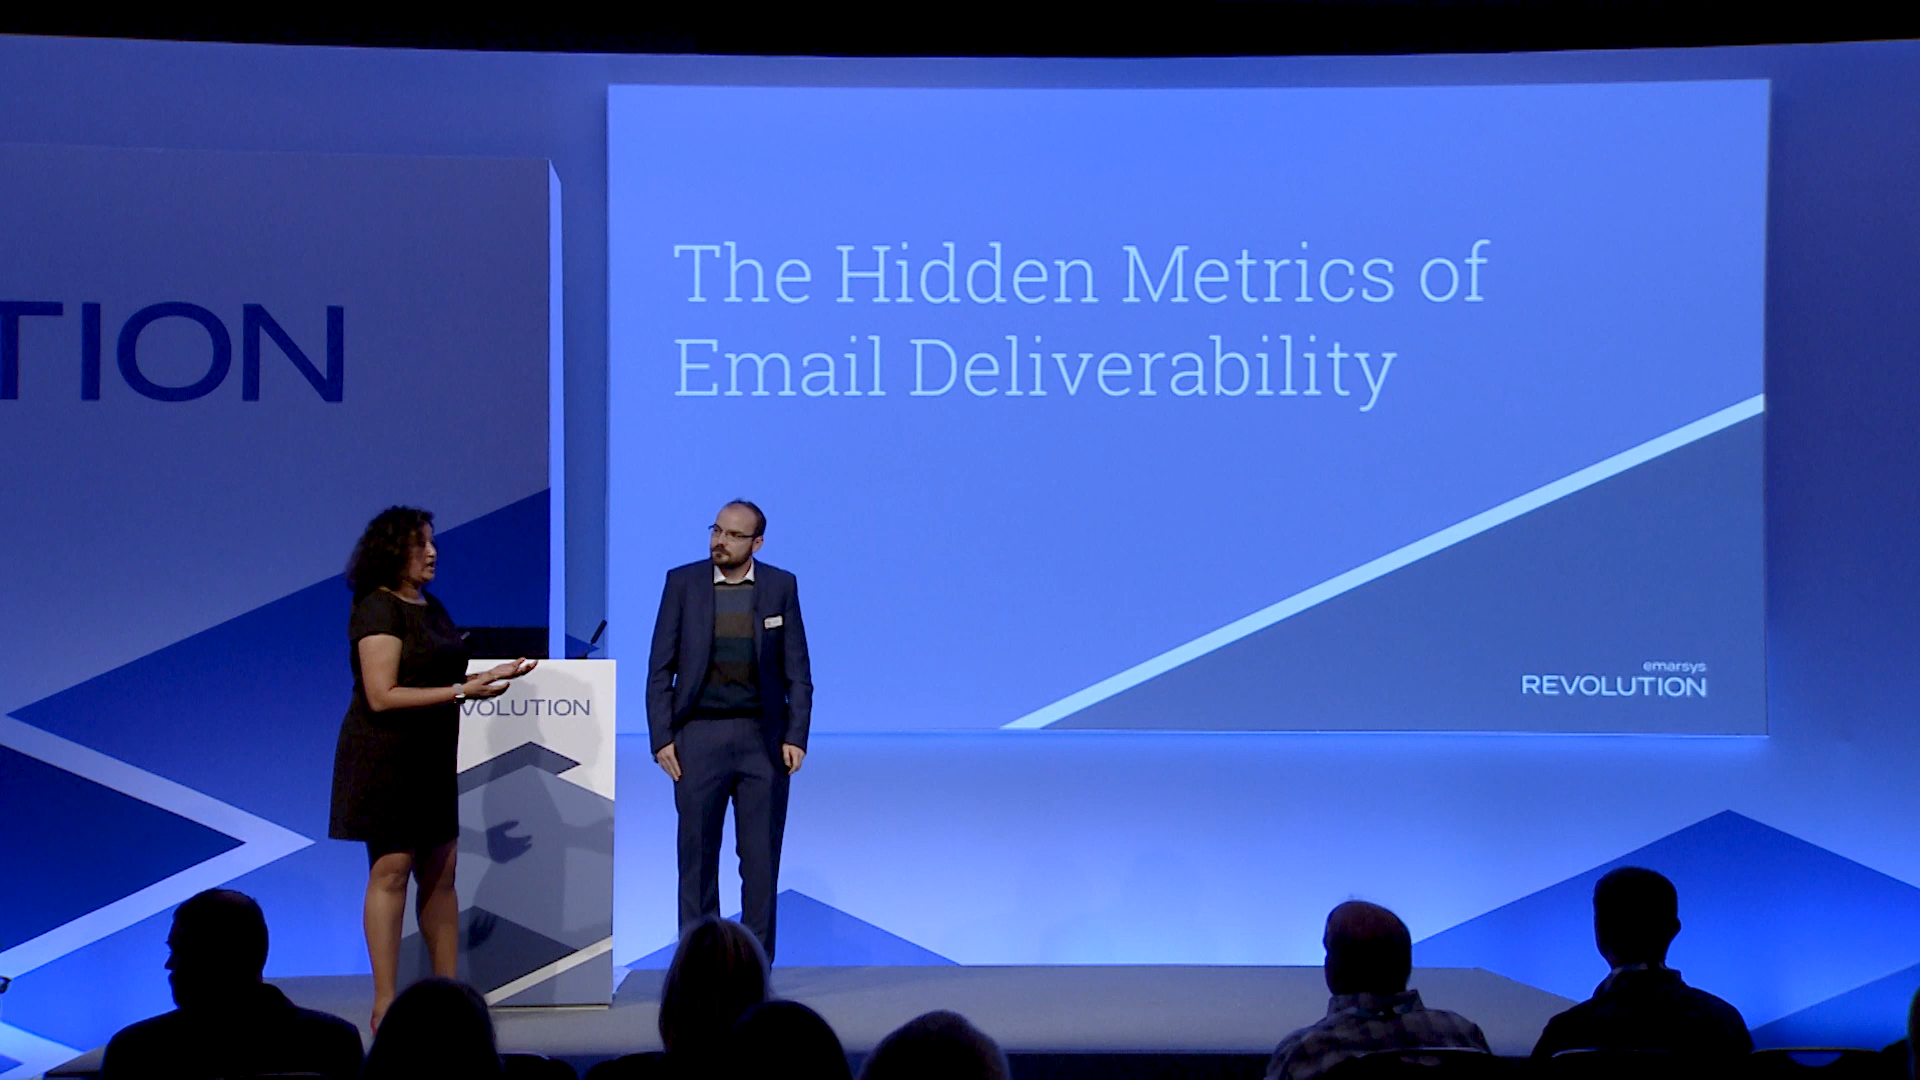 TION
The Hidden Metrics of
Email Deliverability
emarsys
REVOLUTION
VOLUTION